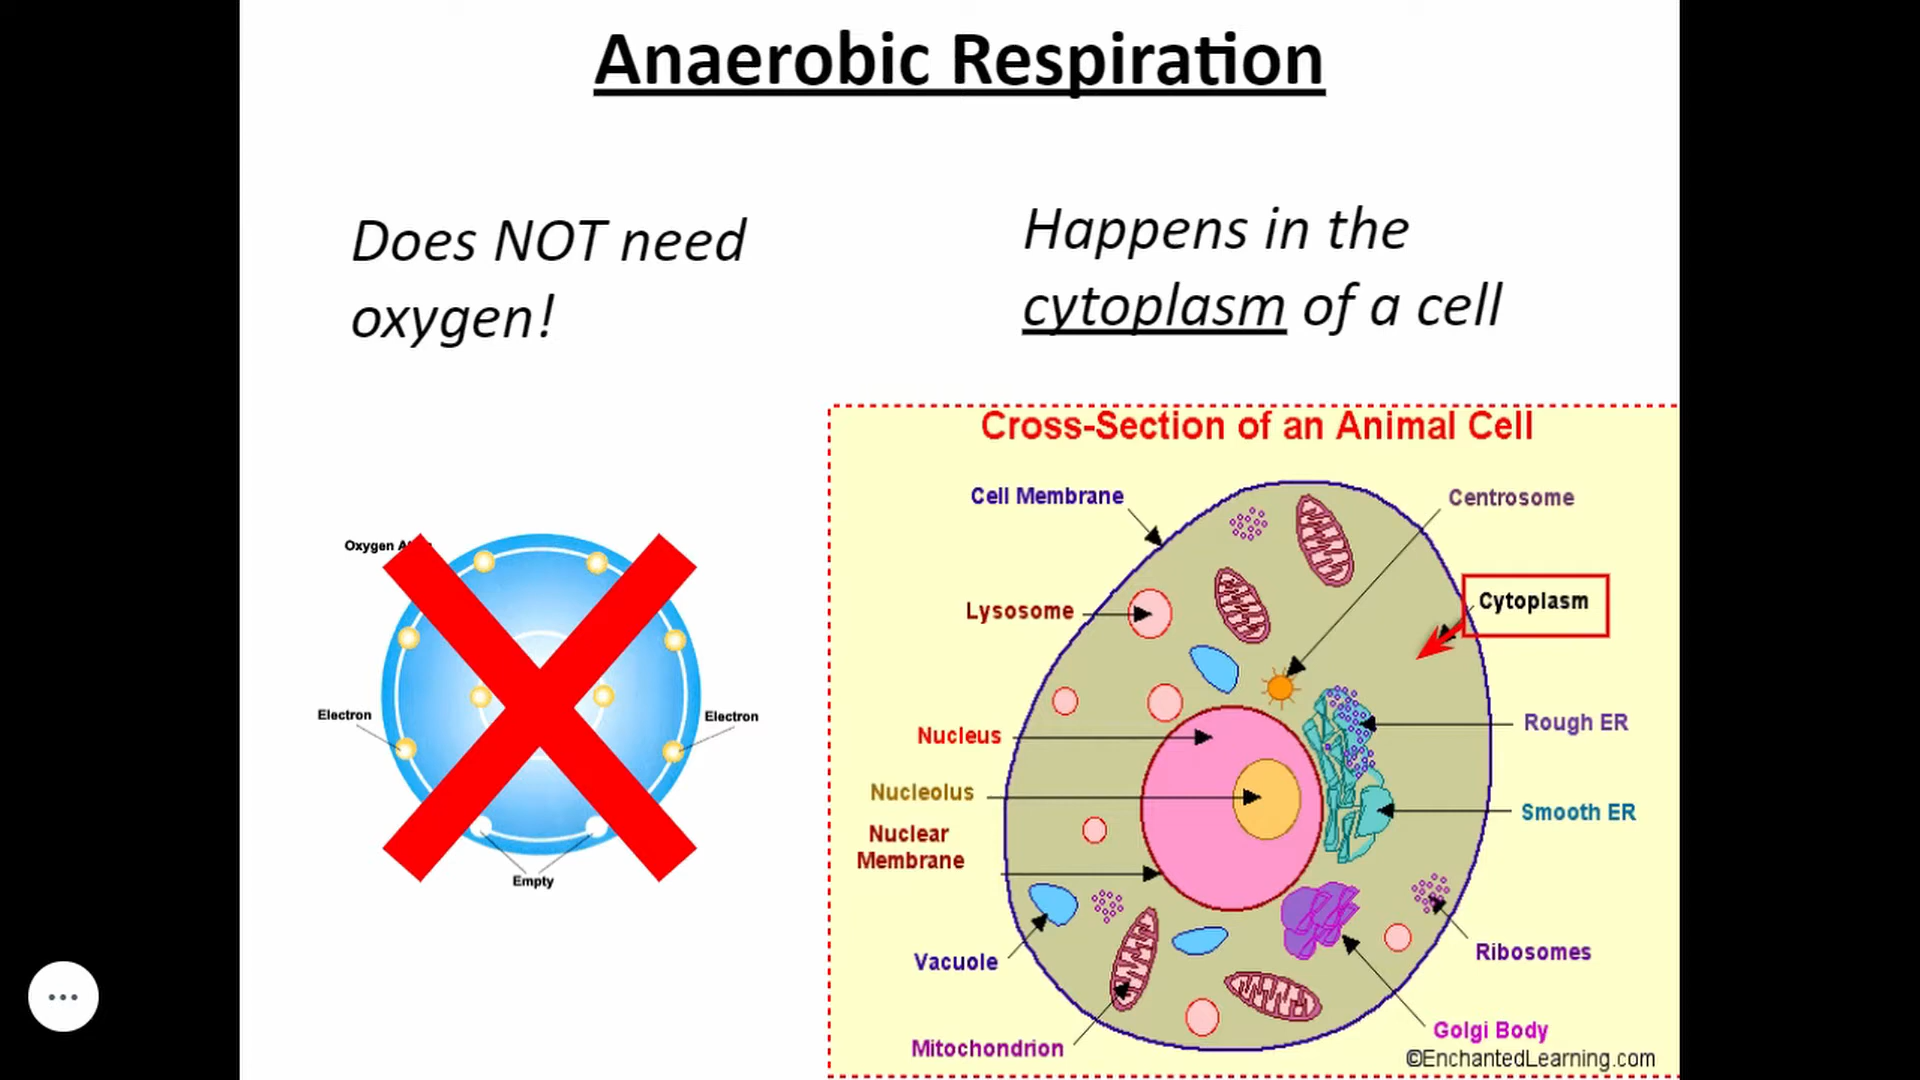 Anaerobic Respiration
Does NOT need
oxygen!
Happens in the
cytoplasm of a cell
Oxygen
Electron
Electron
Empty
Cross-Section of an Animal Cell
Cell Membrane
Centrosome
Cytoplasm
Lysosome
Nucleus
Rough ER
Nucleolus
Smooth ER
Nuclear
Membrane
Vacuole
Ribosomes
Mitochondrion
Golgi Body
©EnchantedLearning.com